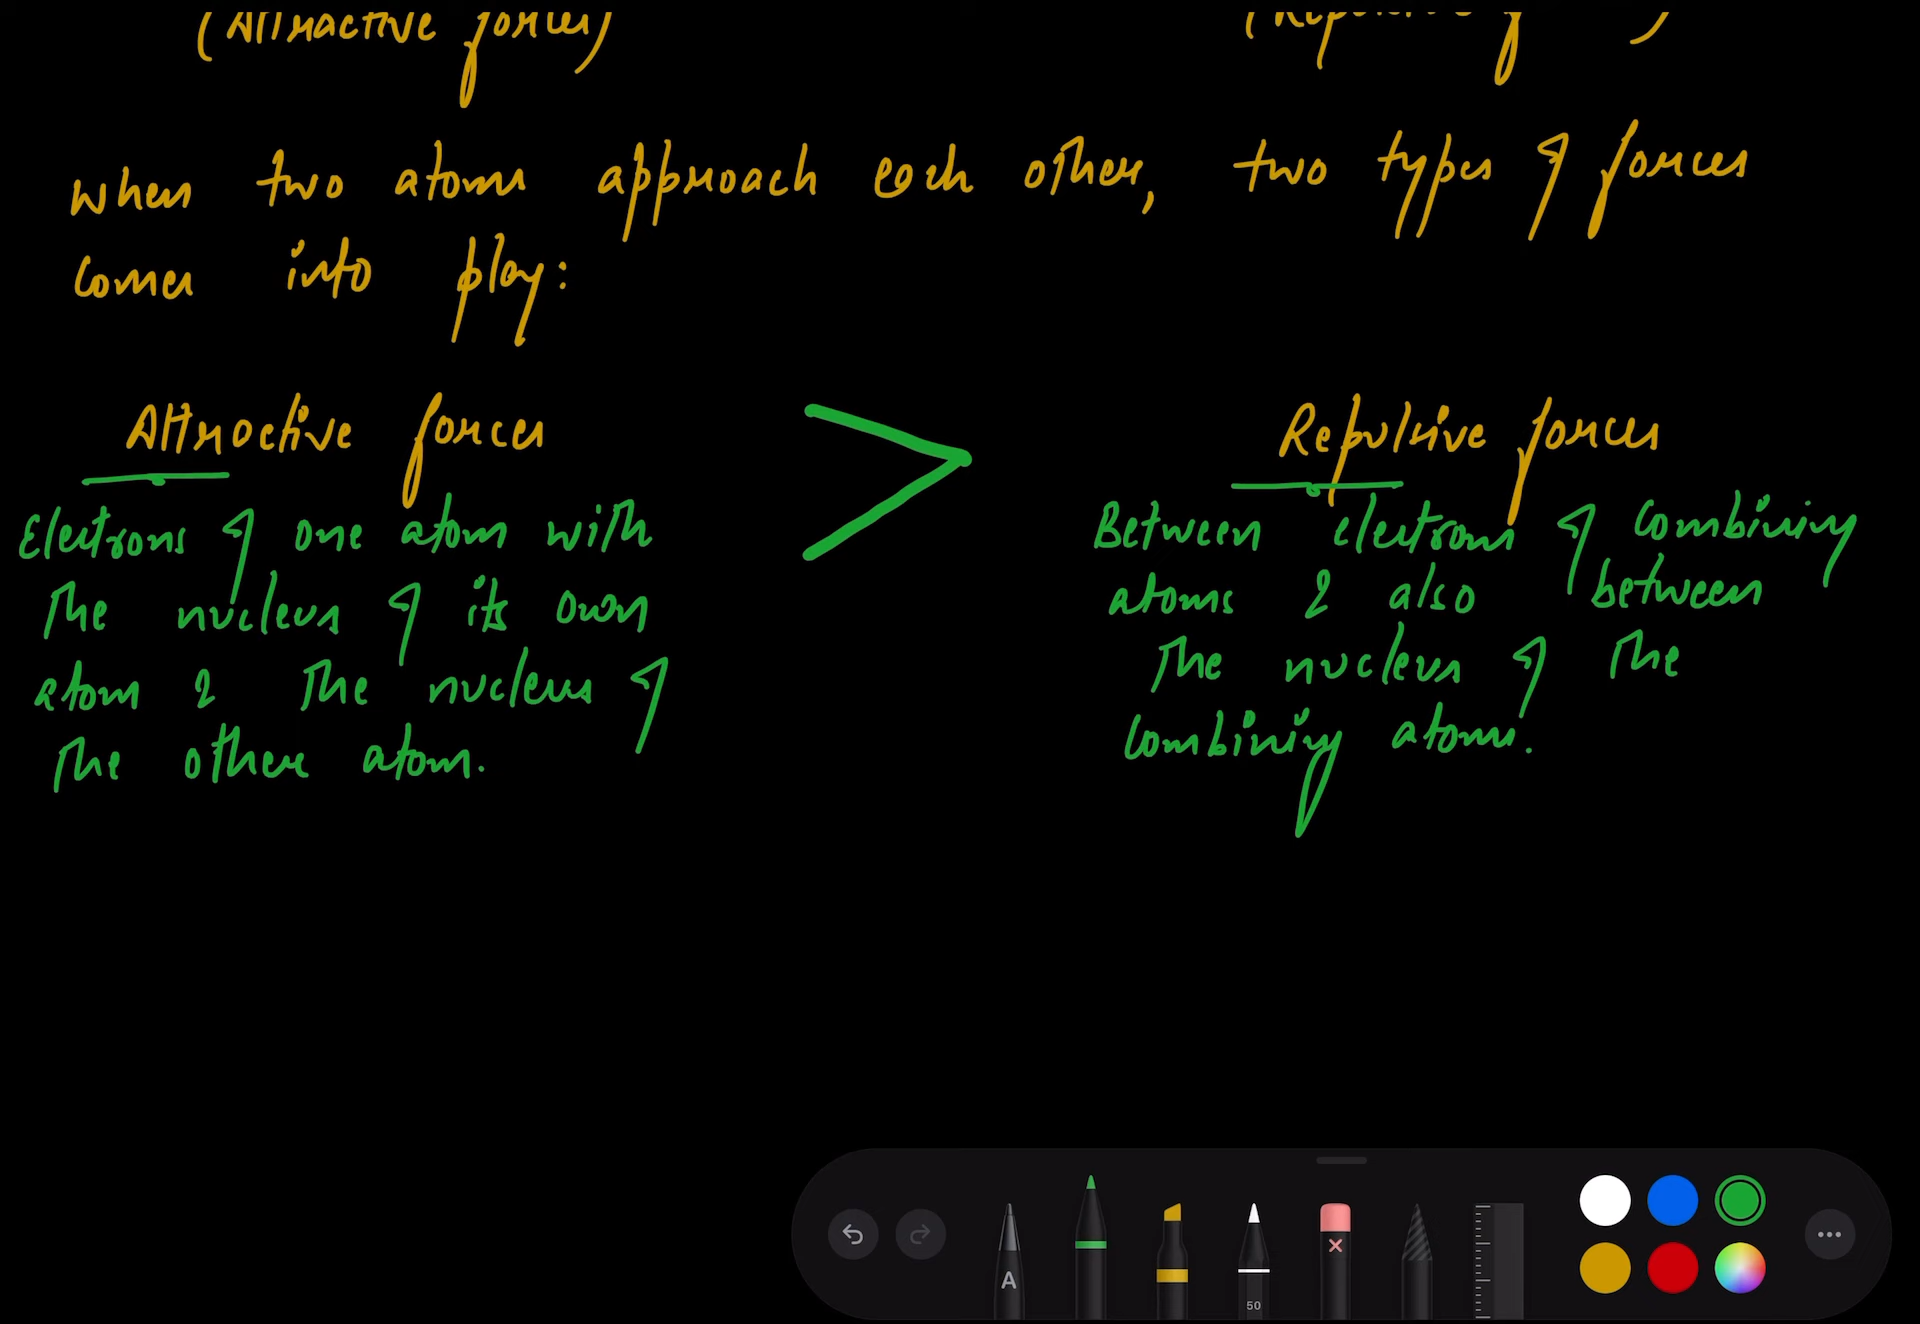 (Attractive forces)
when two atoms approach each other, two types of forces
comes into play:
Attractive forces > Repulsive forces
Electrons of one atom with
the nucleus of its own
atom & the nucleus of
the other atom.
Between electrons of combining
atoms & also between
the nucleus of the
combining atoms.
A
50